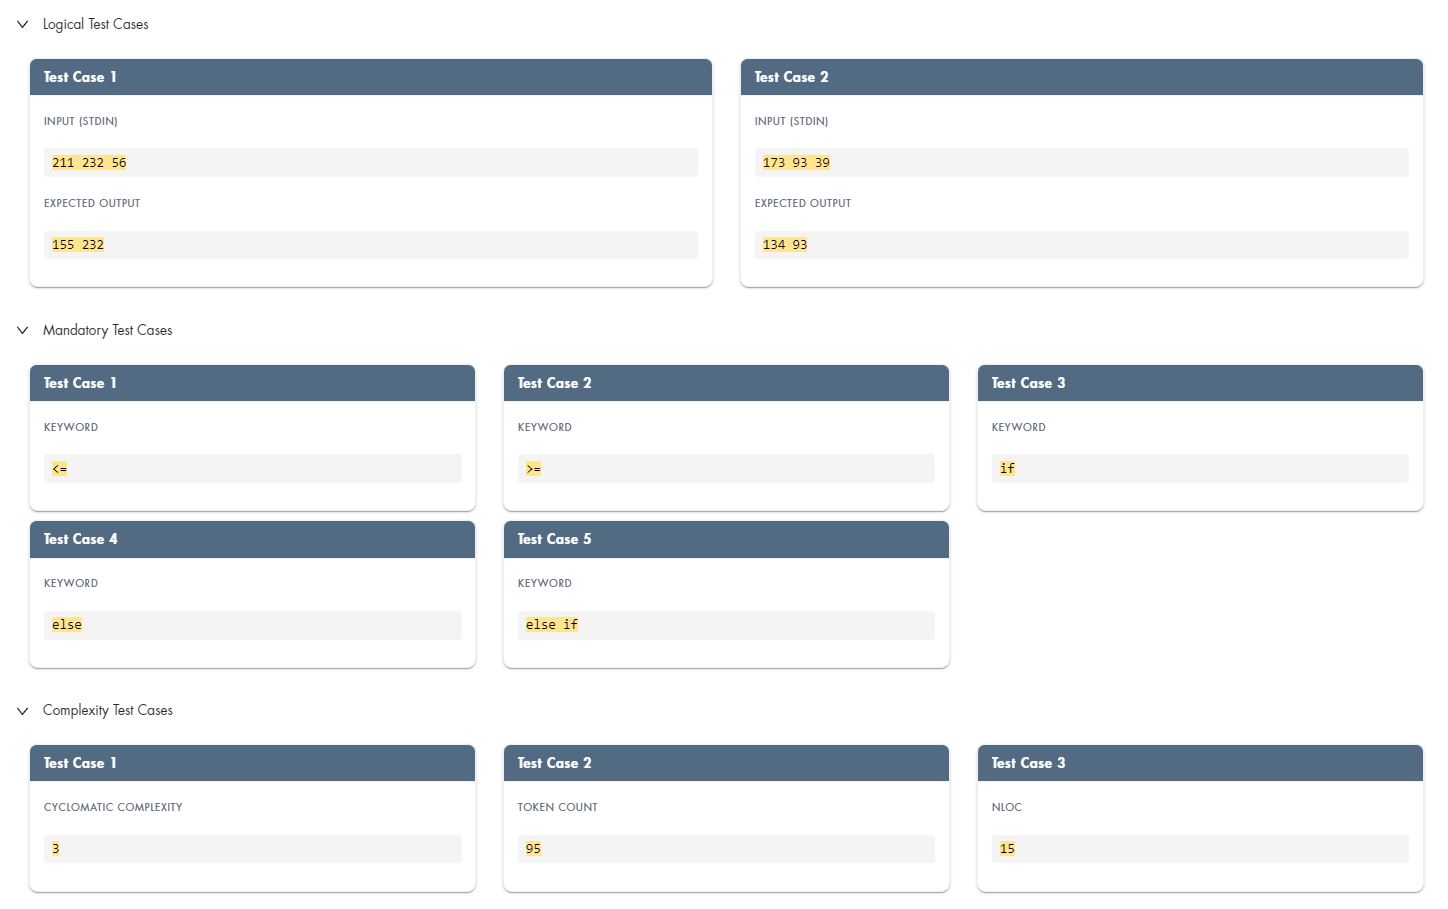 Logical Test Cases
Test Case 1
INPUT (STDIN)
211 232 56
EXPECTED OUTPUT
155 232
Test Case 2
INPUT (STDIN)
173 93 39
EXPECTED OUTPUT
134 93
Mandatory Test Cases
Test Case 1
KEYWORD
<=
Test Case 2
KEYWORD
>=
Test Case 3
KEYWORD
if
Test Case 4
KEYWORD
else
Test Case 5
KEYWORD
else if
Complexity Test Cases
Test Case 1
CYCLOMATIC COMPLEXITY
3
Test Case 2
TOKEN COUNT
95
Test Case 3
NLOC
15